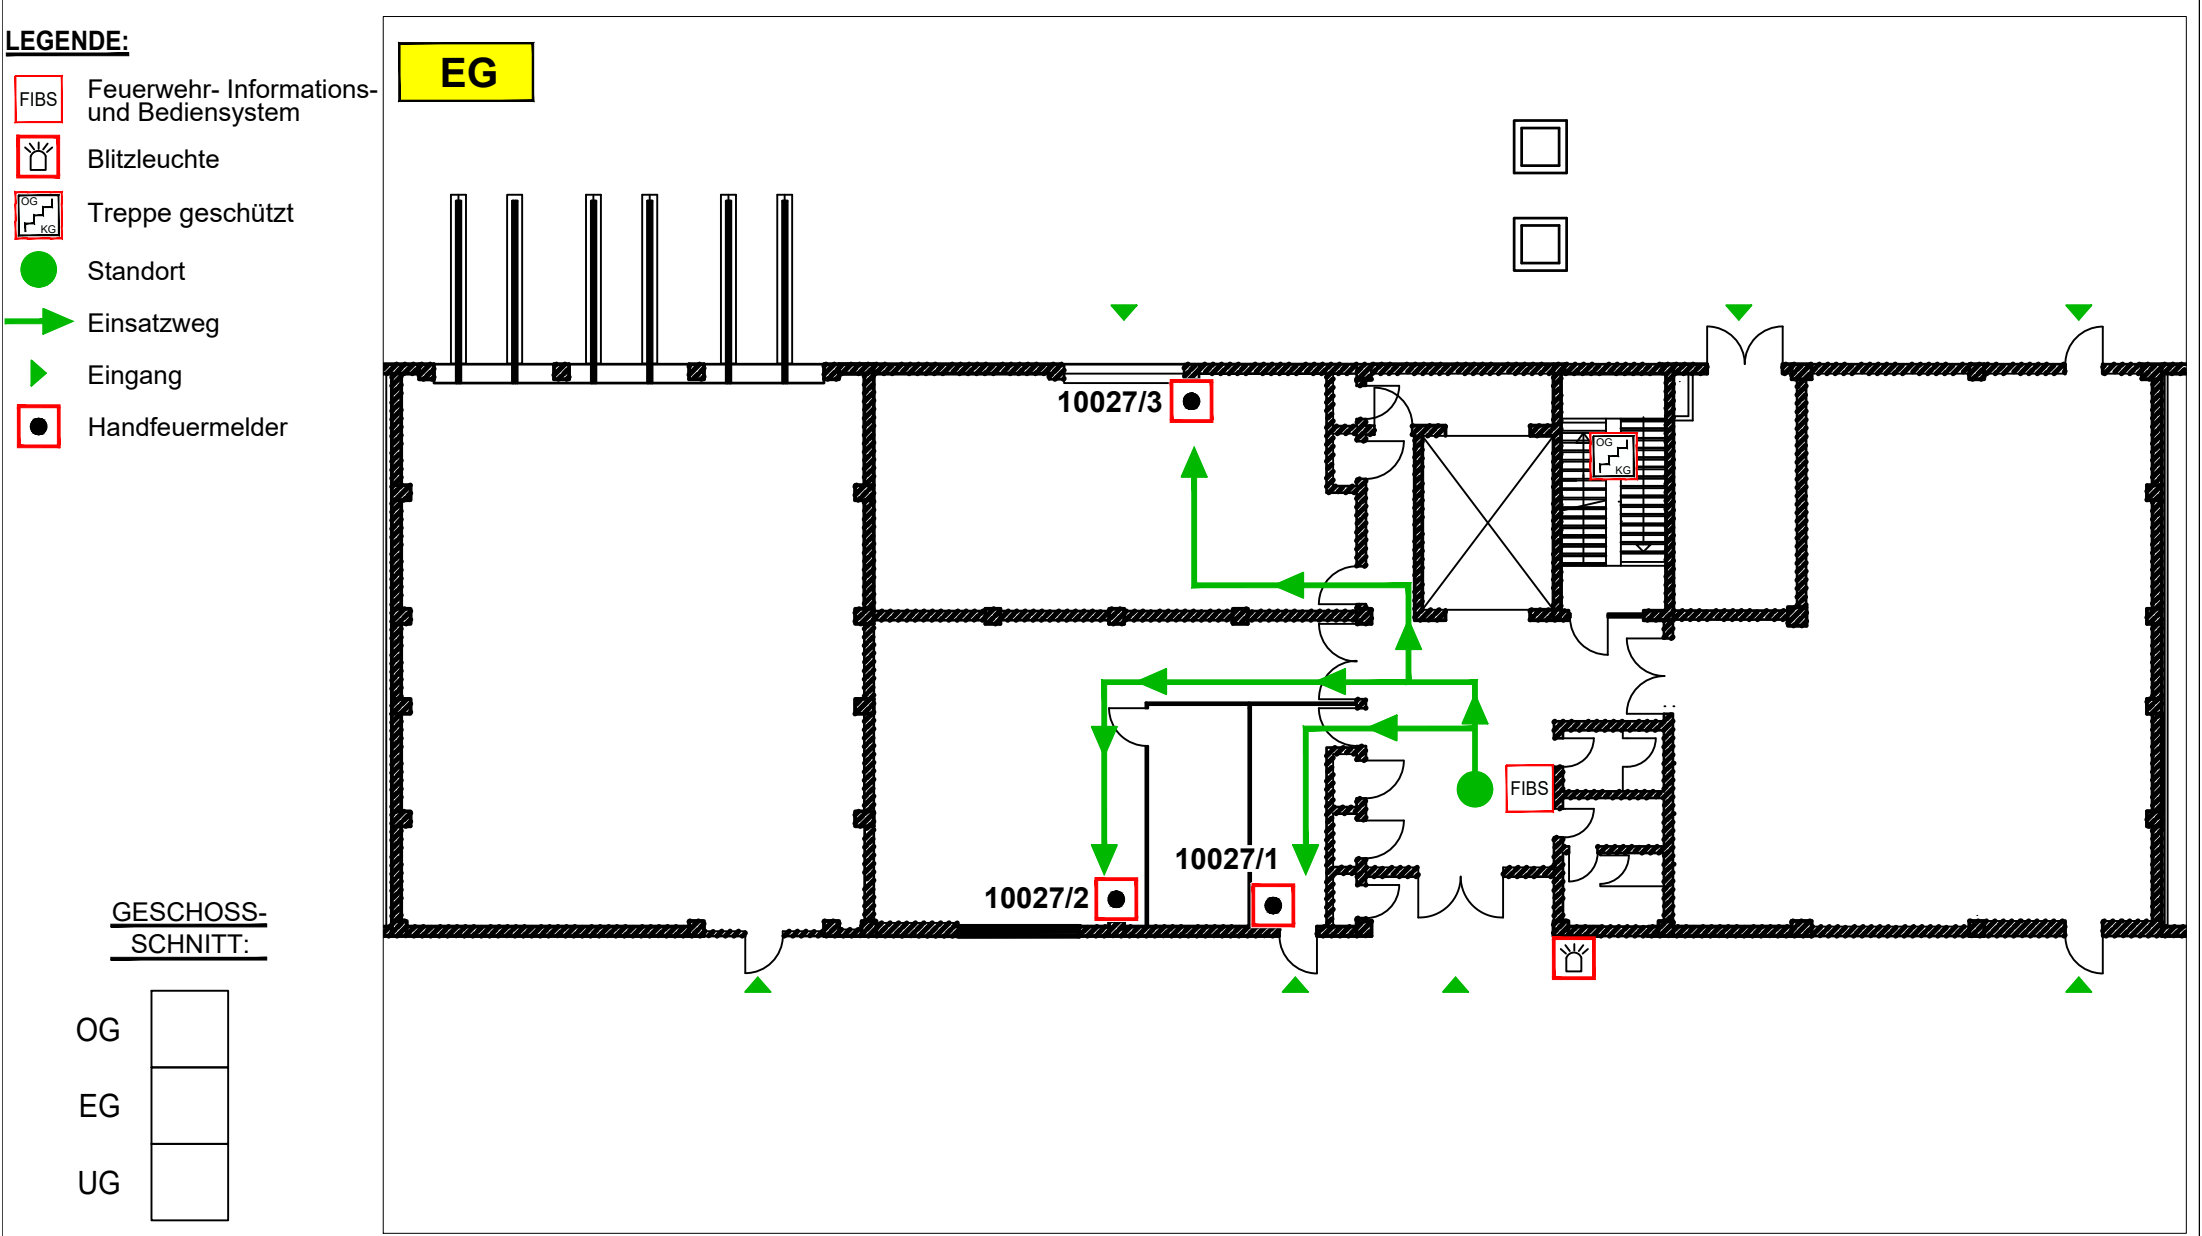 LEGENDE:
FIBS
Feuerwehr- Informations-
und Bediensystem
Blitzleuchte
OG
KG
Treppe geschützt
Standort
Einsatzweg
Eingang
Handfeuermelder
GESCHOSS-
SCHNITT:
OG
EG
UG
EG
10027/3
OG
KG
FIBS
10027/1
10027/2